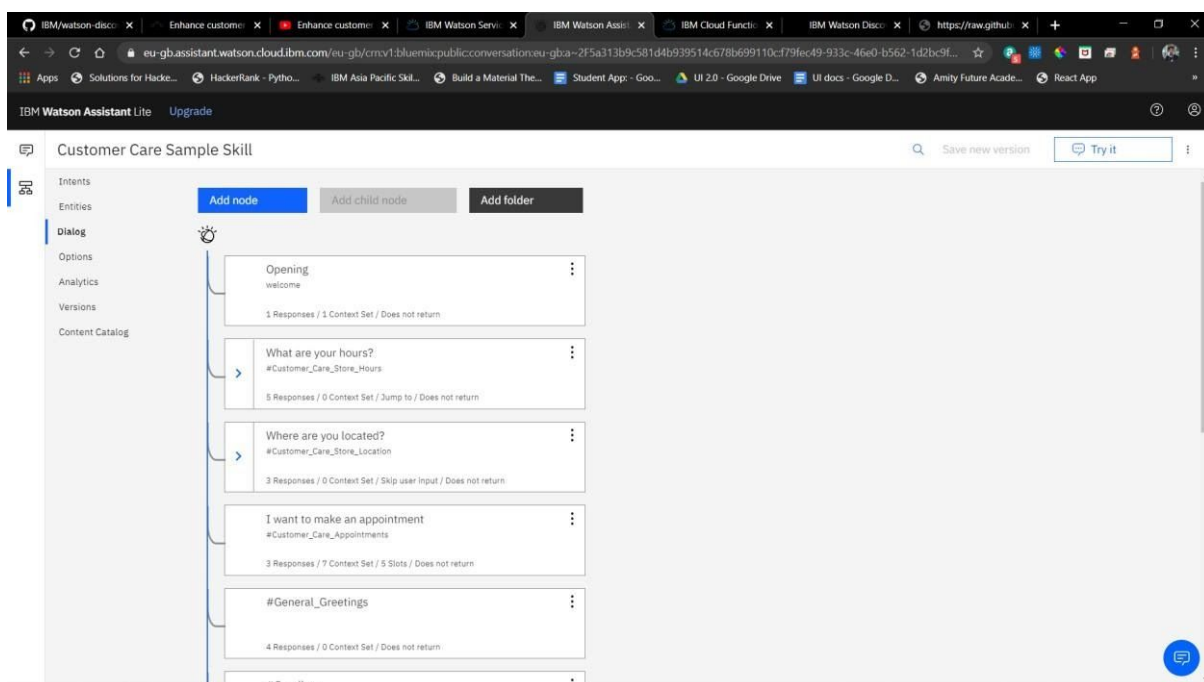 IBM/watson-disco
Enhance custome
Enhance custome
IBM Watson Servic
IBM Watson Assis
IBM Cloud Functio
IBM Watson Disco
https://raw.github
eu-gb.assistant.watson.cloud.ibm.com/eu-gb/crn:v1:bluemix:public:conversation:eu-gb:a~2F5a313b9c581d4b939514c678b699110c:f79fec49-933c-46e0-b562-1d2bc9f...
Apps
Solutions for Hacke...
HackerRank - Pytho...
IBM Asia Pacific Skil...
Build a Material The...
Student App: - Goo...
UI 2.0 - Google Drive
UI docs - Google D...
Amity Future Acade...
React App
»
IBM Watson Assistant Lite Upgrade
Customer Care Sample Skill
Save new version
Try it
Intents
Entities
Dialog
Options
Analytics
Versions
Content Catalog
Add node
Add child node
Add folder
Opening
welcome
1 Responses / 1 Context Set / Does not return
What are your hours?
#Customer_Care_Store_Hours
5 Responses / 0 Context Set / Jump to / Does not return
Where are you located?
#Customer_Care_Store_Location
3 Responses / 0 Context Set / Skip user input / Does not return
I want to make an appointment
#Customer_Care_Appointments
3 Responses / 7 Context Set / 5 Slots / Does not return
#General_Greetings
4 Responses / 0 Context Set / Does not return